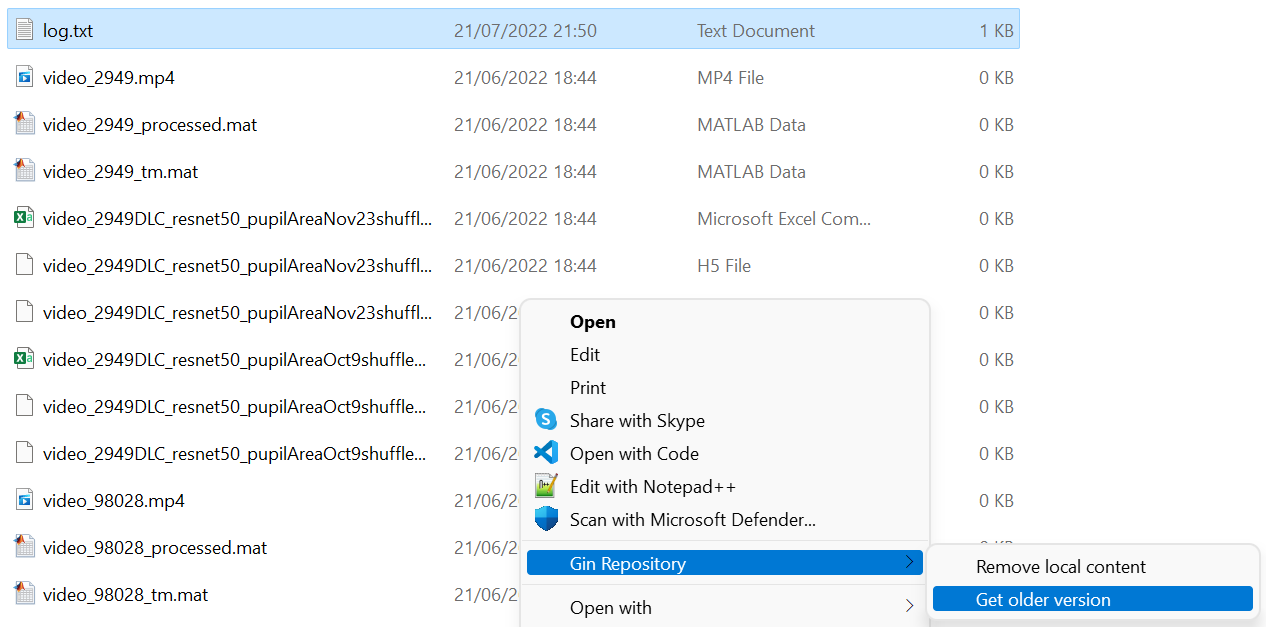 log.txt 21/07/2022 21:50 Text Document 1 KB
video_2949.mp4 21/06/2022 18:44 MP4 File 0 KB
video_2949_processed.mat 21/06/2022 18:44 MATLAB Data 0 KB
video_2949_tm.mat 21/06/2022 18:44 MATLAB Data 0 KB
video_2949DLC_resnet50_pupilAreaNov23shuffl... 21/06/2022 18:44 Microsoft Excel Com... 0 KB
video_2949DLC_resnet50_pupilAreaNov23shuffl... 21/06/2022 18:44 H5 File 0 KB
video_2949DLC_resnet50_pupilAreaNov23shuffl... 21/06/2 0 KB
video_2949DLC_resnet50_pupilAreaOct9shuffle... 21/06/2 0 KB
video_2949DLC_resnet50_pupilAreaOct9shuffle... 21/06/2 0 KB
video_2949DLC_resnet50_pupilAreaOct9shuffle... 21/06/2 0 KB
video_98028.mp4 21/06/2 0 KB
video_98028_processed.mat 21/06/2
video_98028_tm.mat 21/06/2
Open
Edit
Print
Share with Skype
Open with Code
Edit with Notepad++
Scan with Microsoft Defender...
Gin Repository
Open with
Remove local content
Get older version